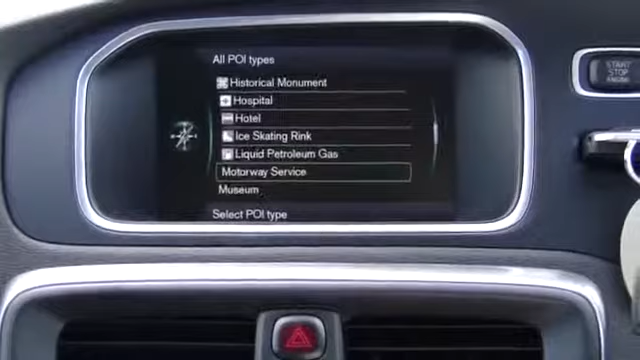 All POI types
Historical Monument
Hospital
Hotel
Ice Skating Rink
Liquid Petroleum Gas
Motorway Service
Museum
Select POI type
START
STOP
ENGINE